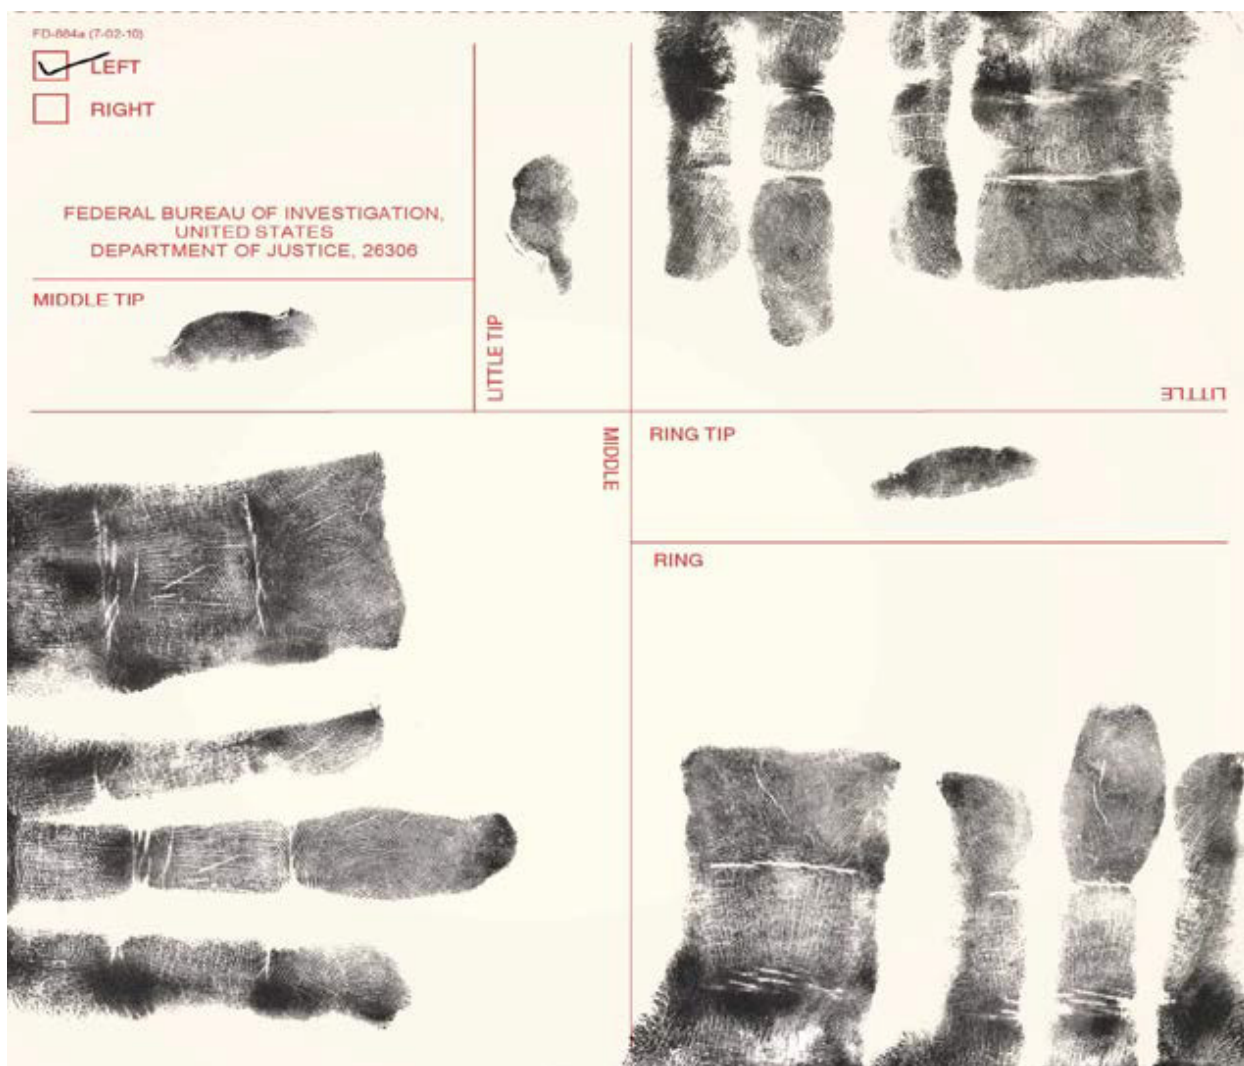 FD-884a (7-02-10)
LEFT
RIGHT
FEDERAL BUREAU OF INVESTIGATION,
UNITED STATES
DEPARTMENT OF JUSTICE, 26306
MIDDLE TIP
LITTLE TIP
LITTLE
MIDDLE
RING TIP
RING